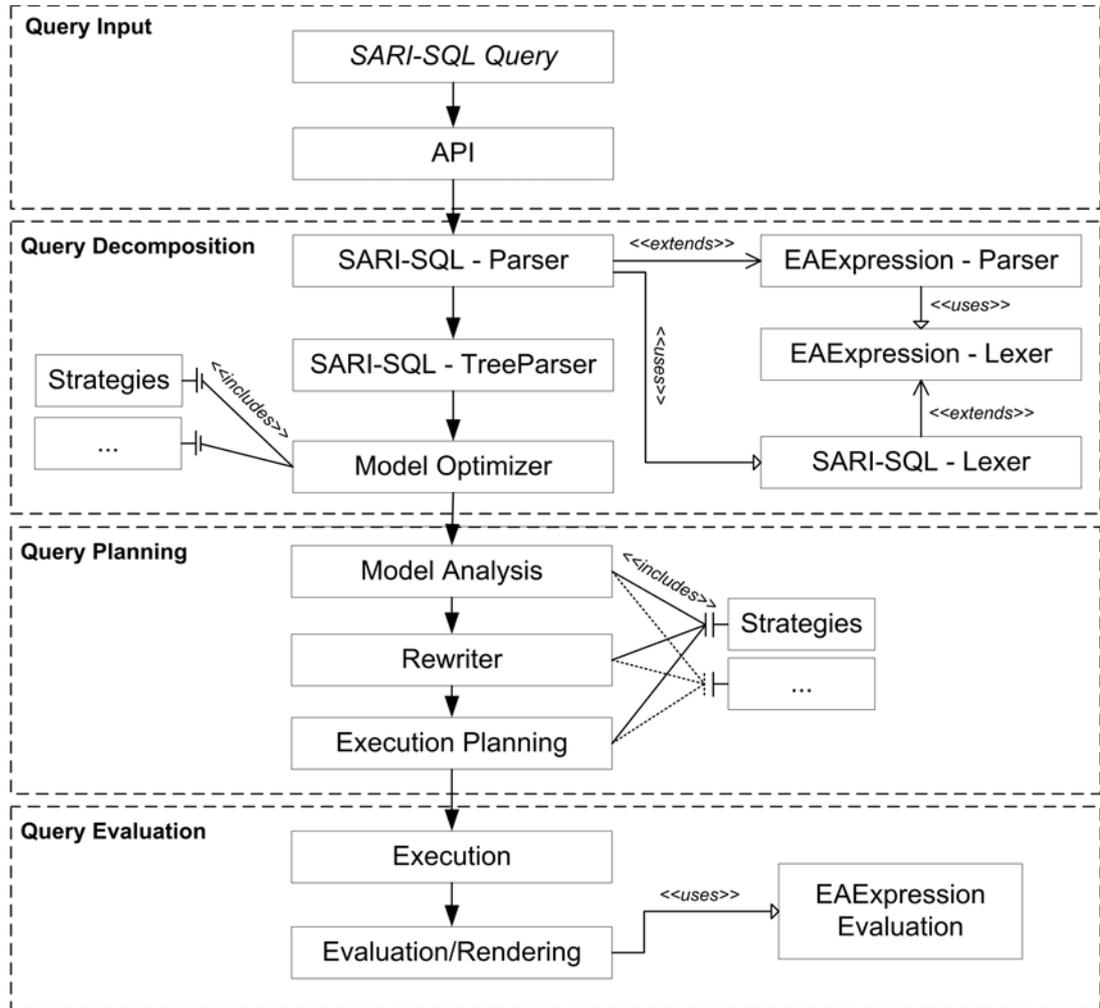 Query Input
SARI-SQL Query
API
Query Decomposition
SARI-SQL - Parser
<<extends>>
EAExpression - Parser
<<uses>>
<<uses>>
SARI-SQL - TreeParser
EAExpression - Lexer
Strategies
<<includes>>
<<extends>>
...
Model Optimizer
SARI-SQL - Lexer
Query Planning
Model Analysis
<<includes>>
Strategies
Rewriter
...
Execution Planning
Query Evaluation
Execution
<<uses>>
EAExpression
Evaluation
Evaluation/Rendering